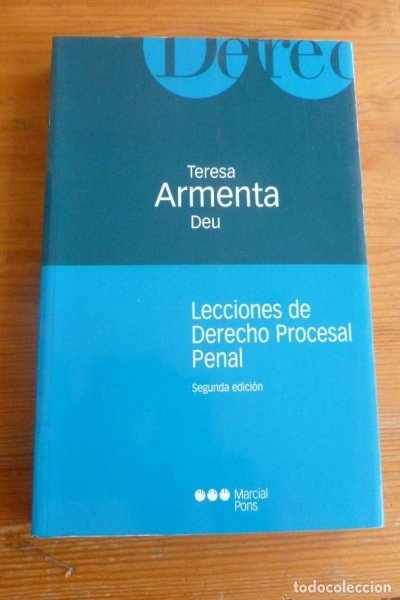 Derec
Teresa
Armenta
Deu
Lecciones de
Derecho Procesal
Penal
Segunda edición
Marcial
Pons
todocoleccion